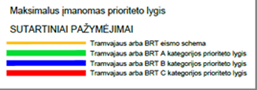 Maksimalus įmanomas prioriteto lygis
SUTARTINIAI PAŽYMĖJIMAI
Tramvajaus arba BRT eismo schema
Tramvajaus arba BRT A kategorijos prioriteto lygis
Tramvajaus arba BRT B kategorijos prioriteto lygis
Tramvajaus arba BRT C kategorijos prioriteto lygis